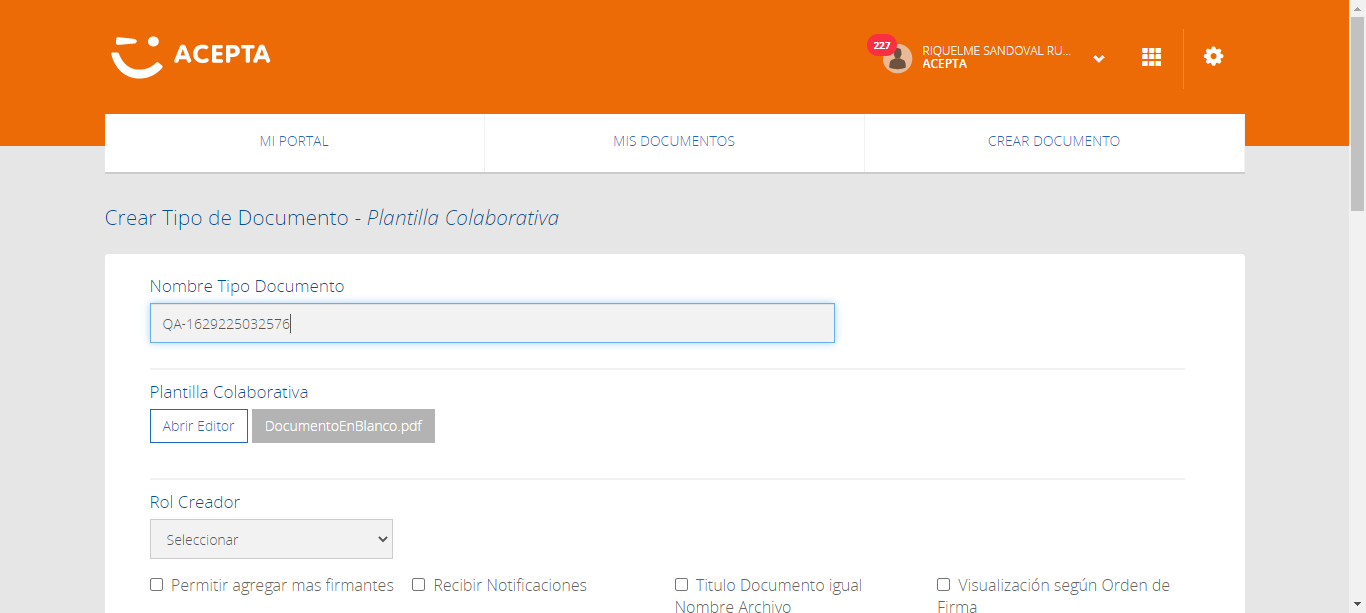 ACEPTA
227
RIQUELME SANDOVAL RU...
ACEPTA
MI PORTAL
MIS DOCUMENTOS
CREAR DOCUMENTO
Crear Tipo de Documento - Plantilla Colaborativa
Nombre Tipo Documento
QA-1629225032576
Plantilla Colaborativa
Abrir Editor
DocumentoEnBlanco.pdf
Rol Creador
Seleccionar
Permitir agregar mas firmantes
Recibir Notificaciones
Titulo Documento igual
Nombre Archivo
Visualización según Orden de
Firma